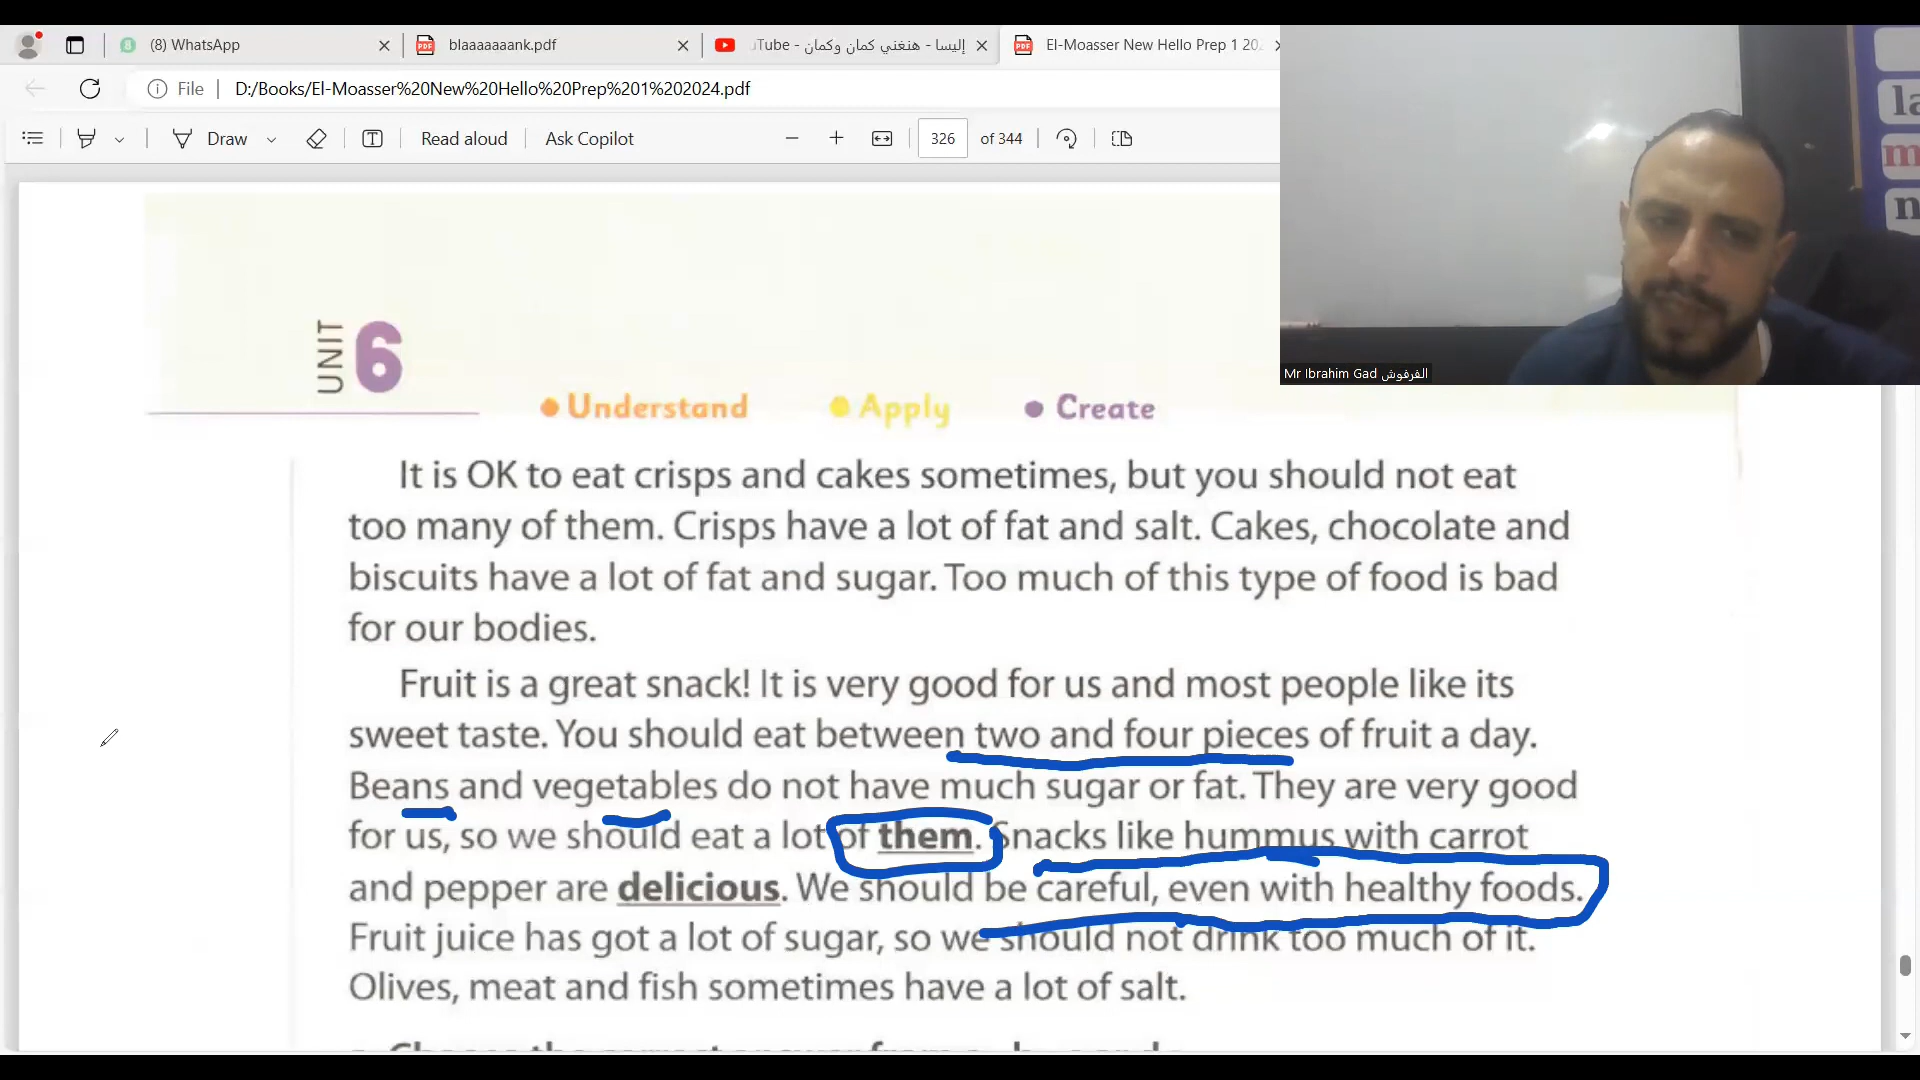 (8) WhatsApp
blaaaaaaank.pdf
إليسا - هنغني كمان وكمان - uTube
El-Moasser New Hello Prep 1 202
File
D:/Books/El-Moasser%20New%20Hello%20Prep%201%202024.pdf
Draw
Read aloud
Ask Copilot
326 of 344
la
m
n
Mr Ibrahim Gad الفرفوش
UNIT 6
Understand
Apply
Create
It is OK to eat crisps and cakes sometimes, but you should not eat
too many of them. Crisps have a lot of fat and salt. Cakes, chocolate and
biscuits have a lot of fat and sugar. Too much of this type of food is bad
for our bodies.
Fruit is a great snack! It is very good for us and most people like its
sweet taste. You should eat between two and four pieces of fruit a day.
Beans and vegetables do not have much sugar or fat. They are very good
for us, so we should eat a lot of them. Snacks like hummus with carrot
and pepper are delicious. We should be careful, even with healthy foods.
Fruit juice has got a lot of sugar, so we should not drink too much of it.
Olives, meat and fish sometimes have a lot of salt.